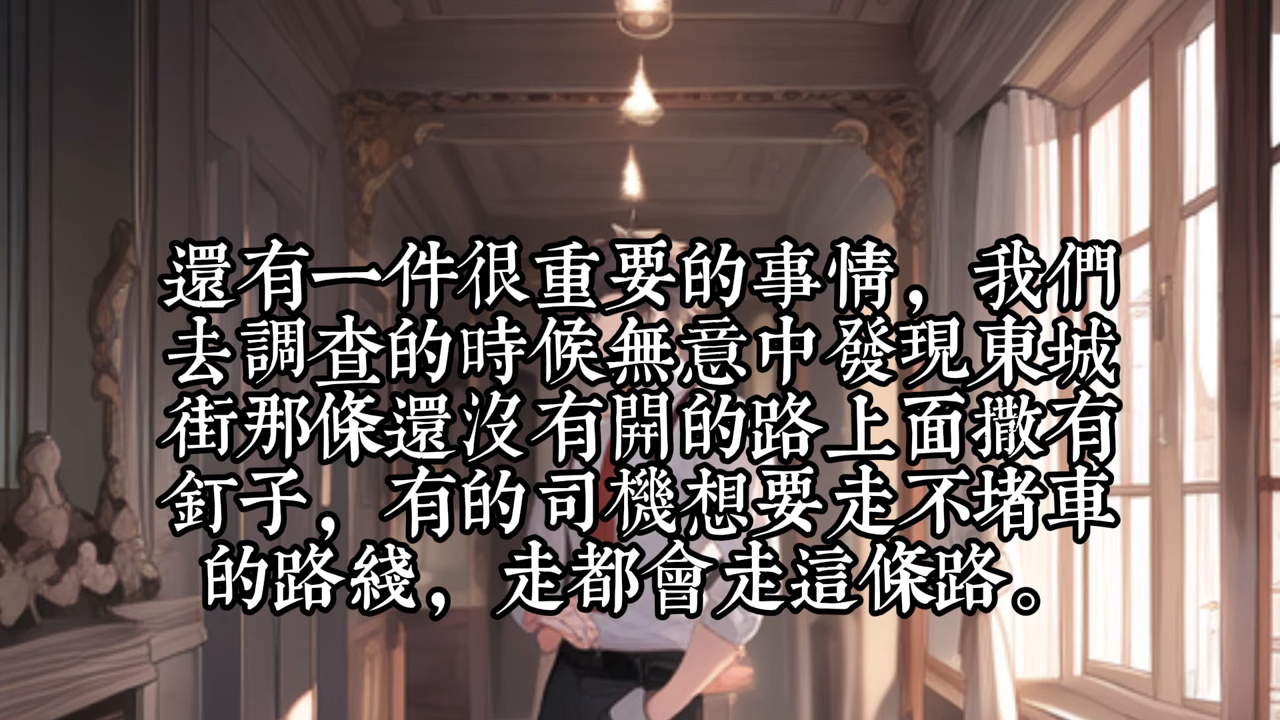 還有一件很重要的事情，我們
去調查的時候無意中發現東城
街那條還沒有開的路上面撒有
釘子，有的司機想要走不堵車
的路綫，走都會走這條路。